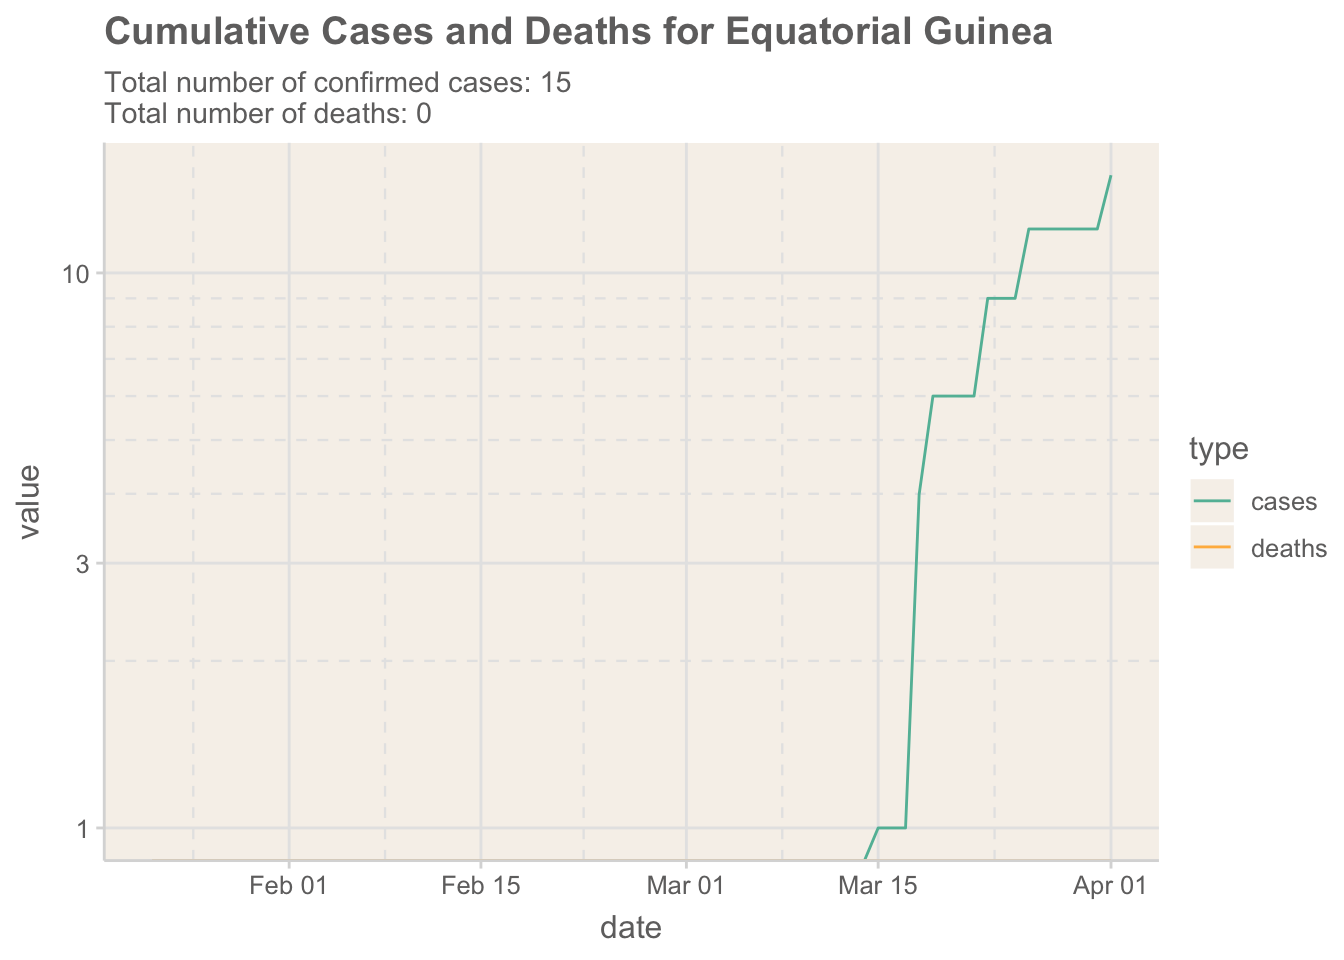 Cumulative Cases and Deaths for Equatorial Guinea
Total number of confirmed cases: 15
Total number of deaths: 0
10
3
1
value
Feb 01
Feb 15
Mar 01
Mar 15
Apr 01
date
type
cases
deaths